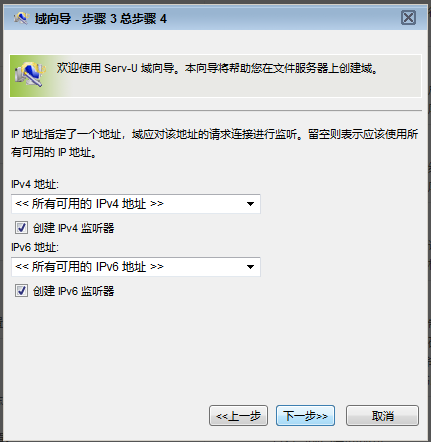 域向导 - 步骤 3 总步骤 4
欢迎使用 Serv-U 域向导。本向导将帮助您在文件服务器上创建域。
IP 地址指定了一个地址，域应对该地址的请求连接进行监听。留空则表示应该使用所
有可用的 IP 地址。
IPv4 地址:
<< 所有可用的 IPv4 地址 >>
创建 IPv4 监听器
IPv6 地址:
<< 所有可用的 IPv6 地址 >>
创建 IPv6 监听器
<<上一步
下一步>>
取消